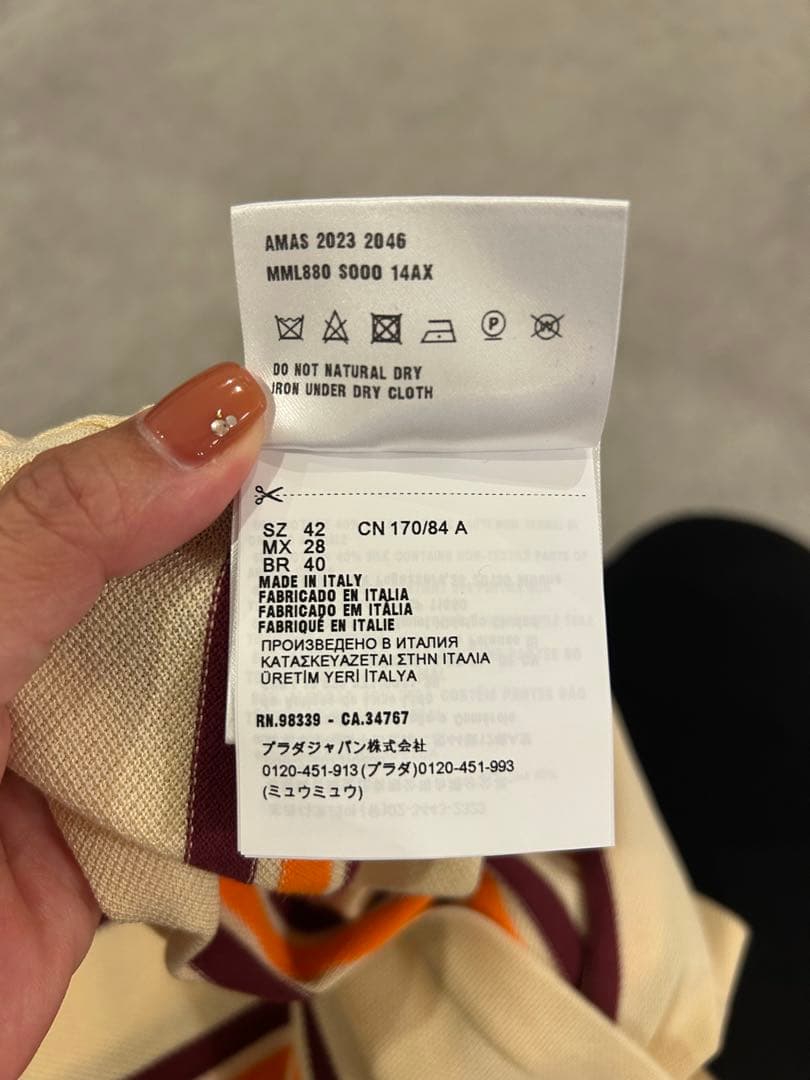 AMAS 2023 2046
MML880 S000 14AX
P
W
DO NOT NATURAL DRY
IRON UNDER DRY CLOTH
SZ 42 CN 170/84 A
MX 28
BR 40
MADE IN ITALY
FABRICADO EN ITALIA
FABRICADO EM ITÁLIA
FABRIQUÉ EN ITALIE
ПРОИЗВЕДЕНО В ИТАЛИЯ
ΚΑΤΑΣΚΕΥΑΖΕΤΑΙ ΣΤΗΝ ΙΤΑΛΙΑ
ÜRETİM YERİ İTALYA
RN.98339 - CA.34767
プラダジャパン株式会社
0120-451-913(プラダ)0120-451-993
(ミュウミュウ)